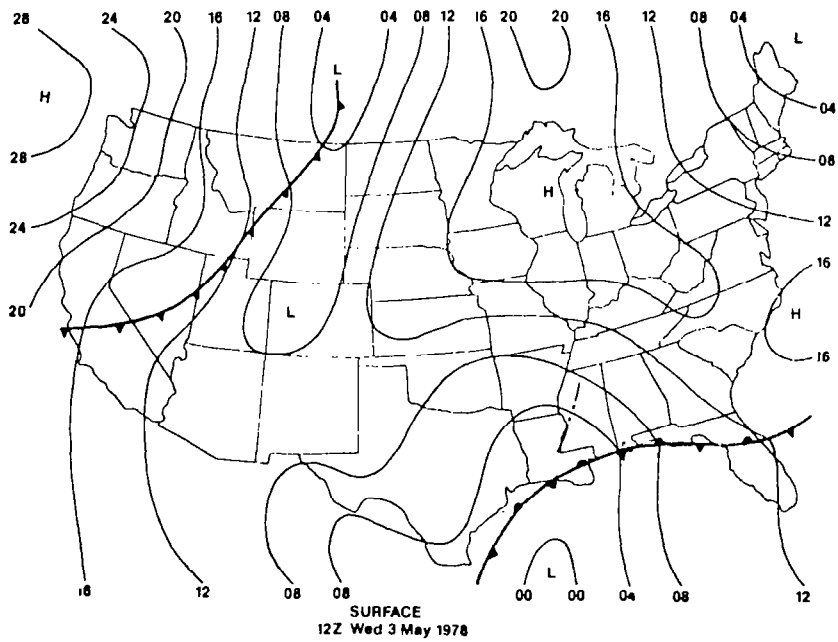 28 24 20 16 12 08 04 04 08 12 16 20 20 16 12 08 04
L
L
H
04
28
08
H
24
12
16
20
L
H
16
16 12 08 08 00 L 00 04 08 12
SURFACE
12Z Wed 3 May 1978